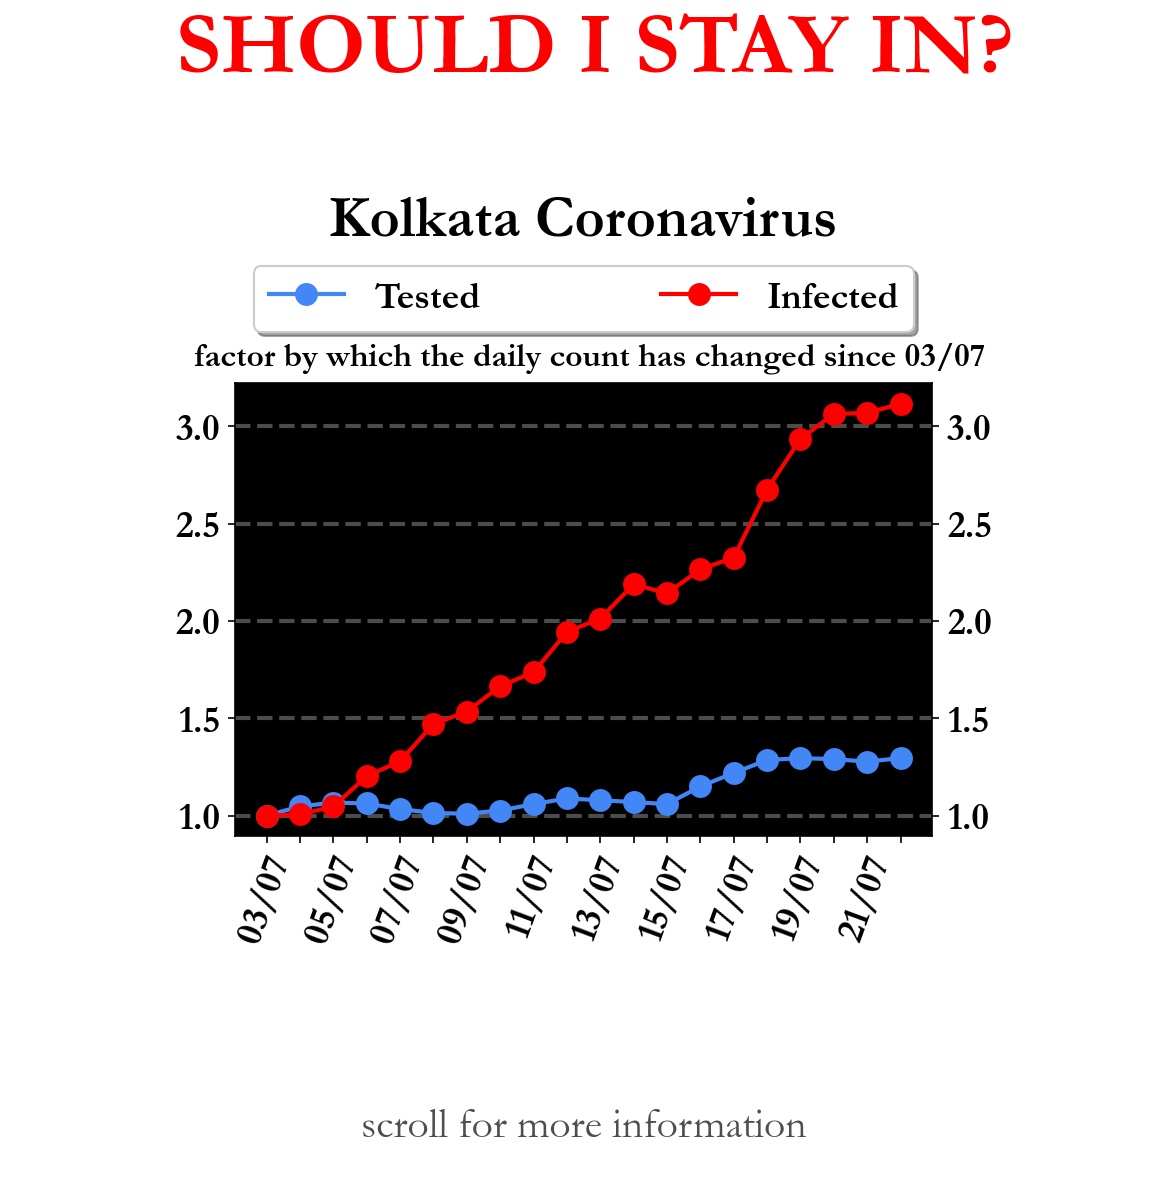 SHOULD I STAY IN?
Kolkata Coronavirus
Tested Infected
factor by which the daily count has changed since 03/07
3.0 3.0
2.5 2.5
2.0 2.0
1.5 1.5
1.0 1.0
03/07 05/07 07/07 09/07 11/07 13/07 15/07 17/07 19/07 21/07
scroll for more information